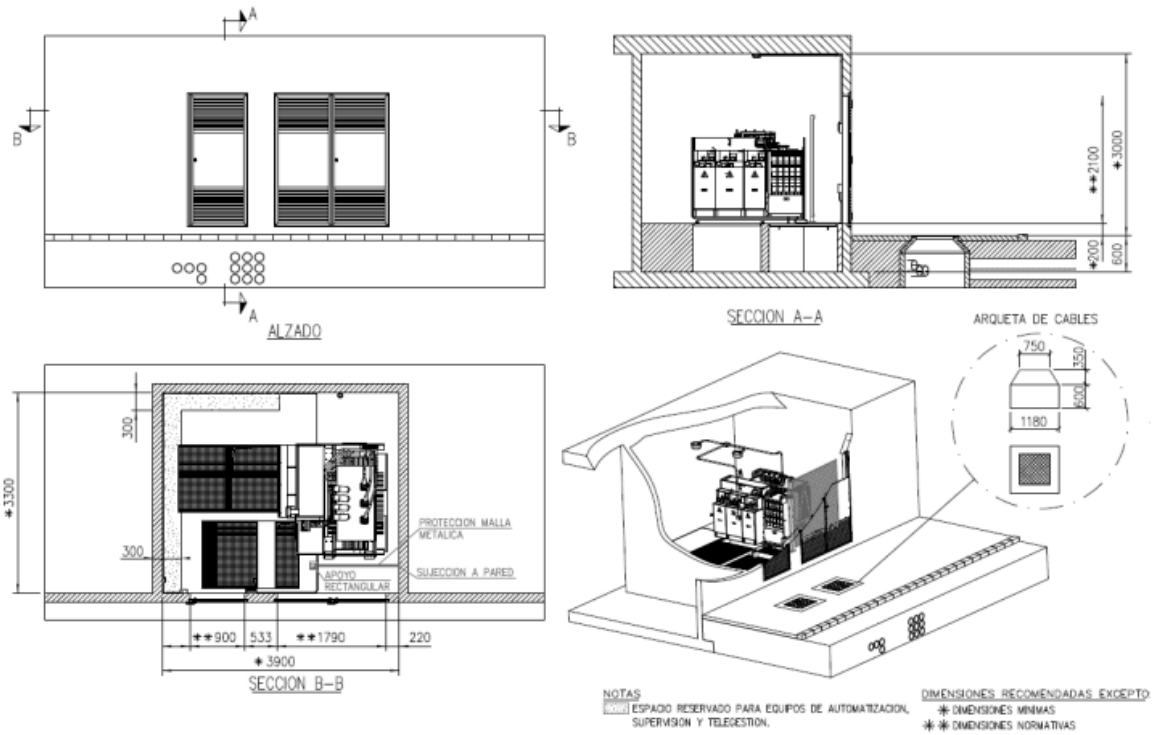 A
B
B
A
ALZADO
**2100
*3000
*200
600
SECCION A-A
ARQUETA DE CABLES
750
350
600
1180
300
*3300
300
PROTECCION MALLA
METALICA
APOYO
RECTANGULAR
SUJECCION A PARED
**900
533
**1790
220
*3900
SECCION B-B
NOTAS
ESPACIO RESERVADO PARA EQUIPOS DE AUTOMATIZACION,
SUPERVISION Y TELEGESTION.
DIMENSIONES RECOMENDADAS EXCEPTO:
* DIMENSIONES MINIMAS
** DIMENSIONES NORMATIVAS